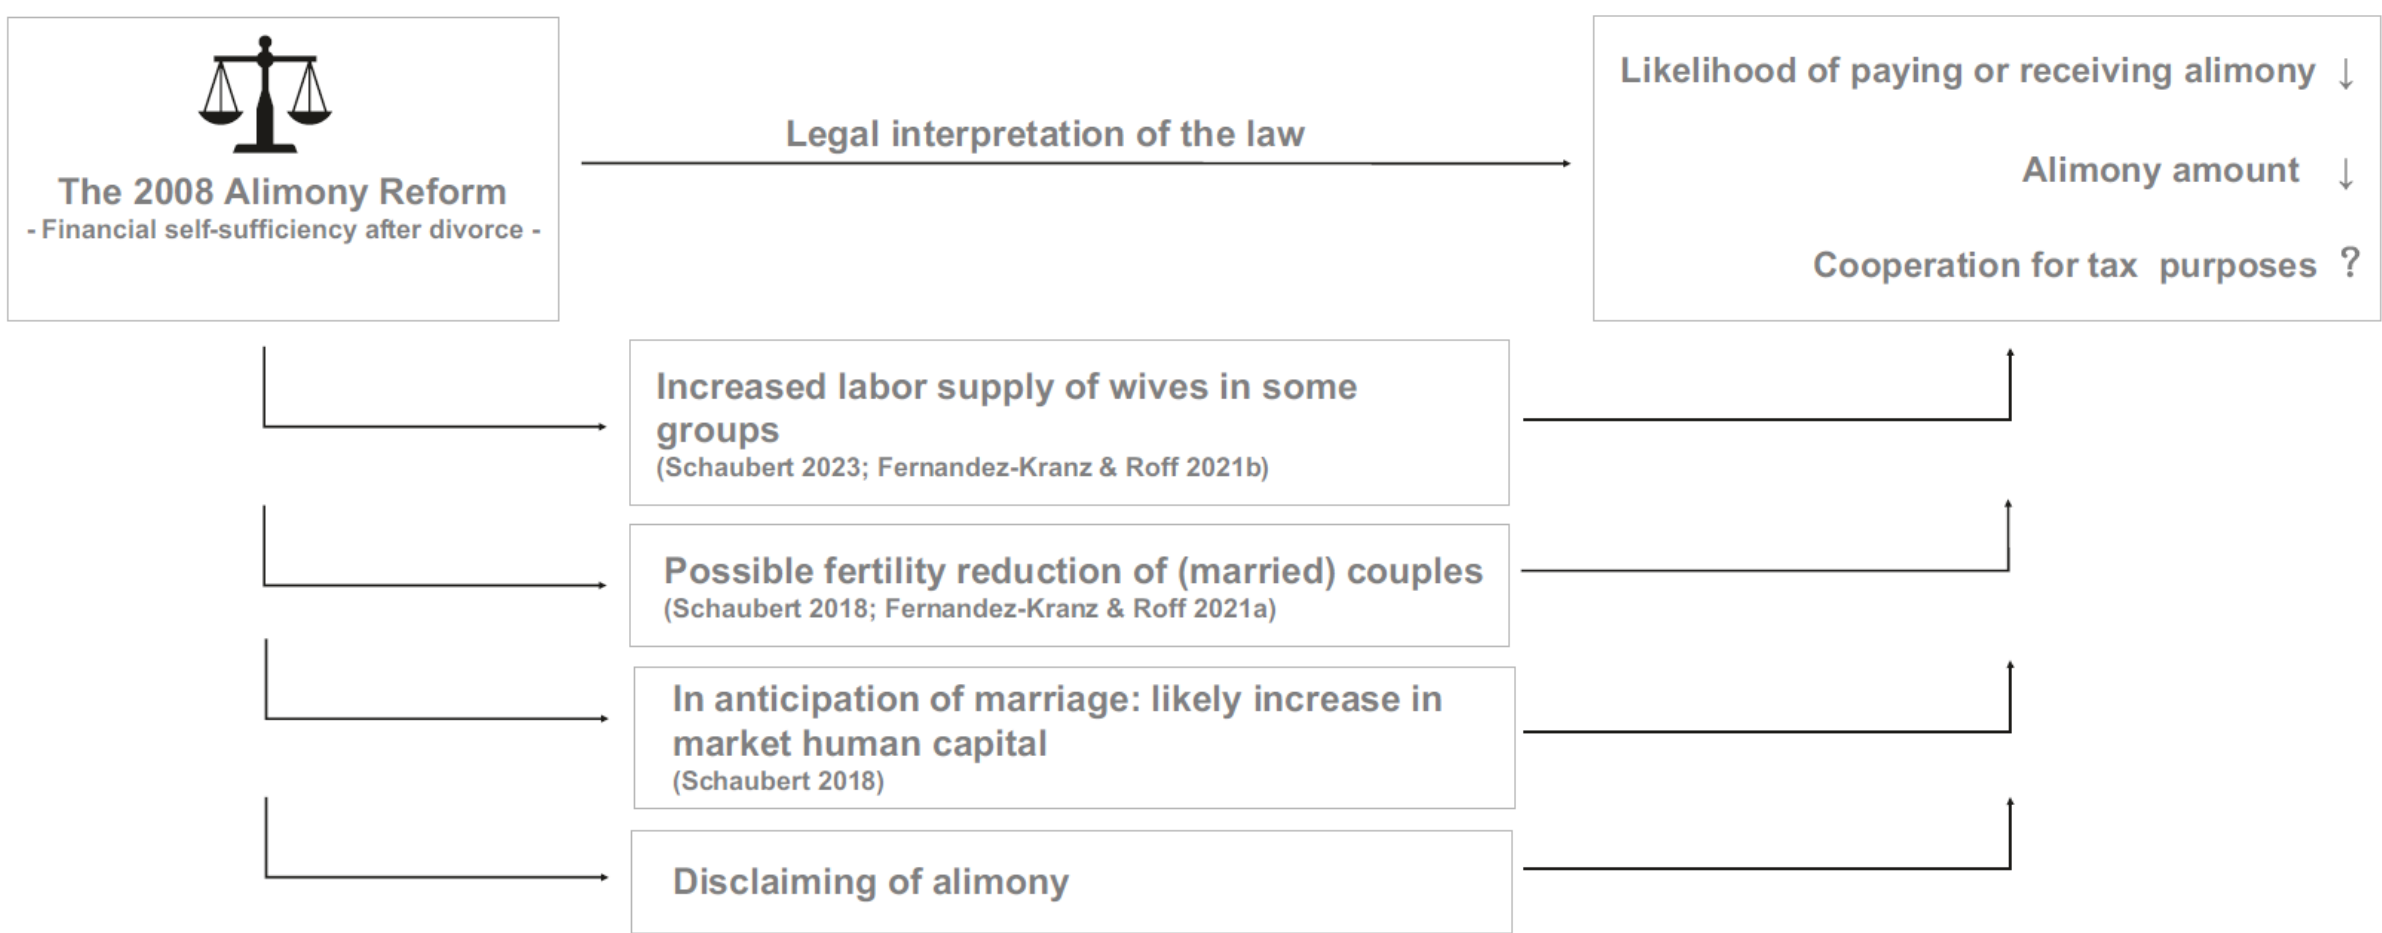 The 2008 Alimony Reform
- Financial self-sufficiency after divorce -
Legal interpretation of the law
Likelihood of paying or receiving alimony ↓
Alimony amount ↓
Cooperation for tax purposes ?
Increased labor supply of wives in some
groups
(Schaubert 2023; Fernandez-Kranz & Roff 2021b)
Possible fertility reduction of (married) couples
(Schaubert 2018; Fernandez-Kranz & Roff 2021a)
In anticipation of marriage: likely increase in
market human capital
(Schaubert 2018)
Disclaiming of alimony